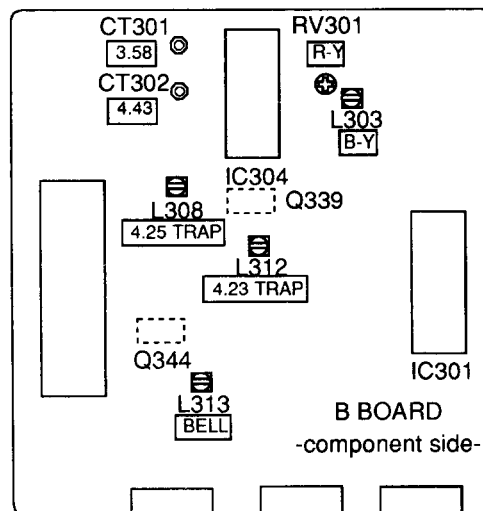 CT301
3.58
CT302
4.43
RV301
R-Y
L303
B-Y
IC304
Q339
L308
4.25 TRAP
L312
4.23 TRAP
Q344
IC301
L313
BELL
B BOARD
-component side-